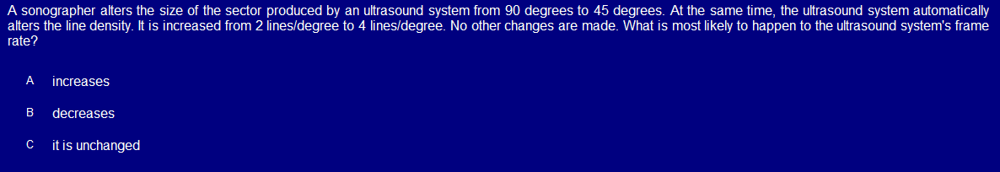 A sonographer alters the size of the sector produced by an ultrasound system from 90 degrees to 45 degrees. At the same time, the ultrasound system automatically
alters the line density. It is increased from 2 lines/degree to 4 lines/degree. No other changes are made. What is most likely to happen to the ultrasound system's frame
rate?
A increases
B decreases
C it is unchanged